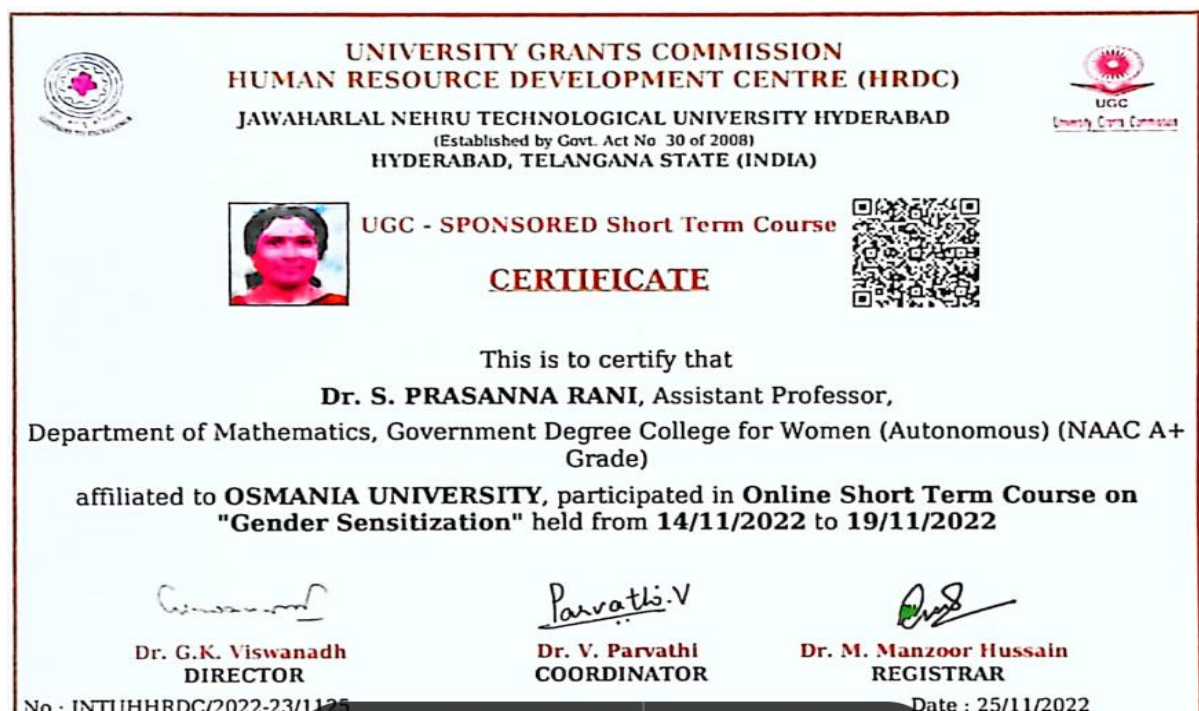 UNIVERSITY GRANTS COMMISSION
HUMAN RESOURCE DEVELOPMENT CENTRE (HRDC)
JAWAHARLAL NEHRU TECHNOLOGICAL UNIVERSITY HYDERABAD
(Established by Govt. Act No. 30 of 2008)
HYDERABAD, TELANGANA STATE (INDIA)
UGC
University Grants Commission
UGC - SPONSORED Short Term Course
CERTIFICATE
This is to certify that
Dr. S. PRASANNA RANI, Assistant Professor,
Department of Mathematics, Government Degree College for Women (Autonomous) (NAAC A+
Grade)
affiliated to OSMANIA UNIVERSITY, participated in Online Short Term Course on
"Gender Sensitization" held from 14/11/2022 to 19/11/2022
Parvathi.V
Dr. G.K. Viswanadh
DIRECTOR
Dr. V. Parvathi
COORDINATOR
Dr. M. Manzoor Hussain
REGISTRAR
No : JNTUHHRDC/2022-23/1125
Date : 25/11/2022